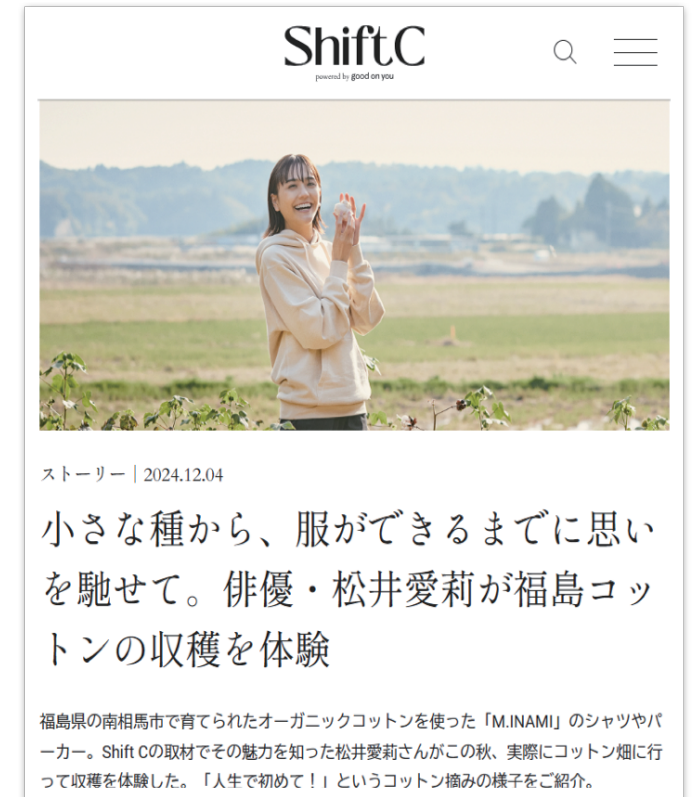 ShiftC
powered by good on you
ストーリー | 2024.12.04
小さな種から、服ができるまでに思い
を馳せて。俳優・松井愛莉が福島コッ
トンの収穫を体験
福島県の南相馬市で育てられたオーガニックコットンを使った「M.INAMI」のシャツやパ
ーカー。Shift Cの取材でその魅力を知った松井愛莉さんがこの秋、実際にコットン畑に行
って収穫を体験した。「人生で初めて！」というコットン摘みの様子をご紹介。